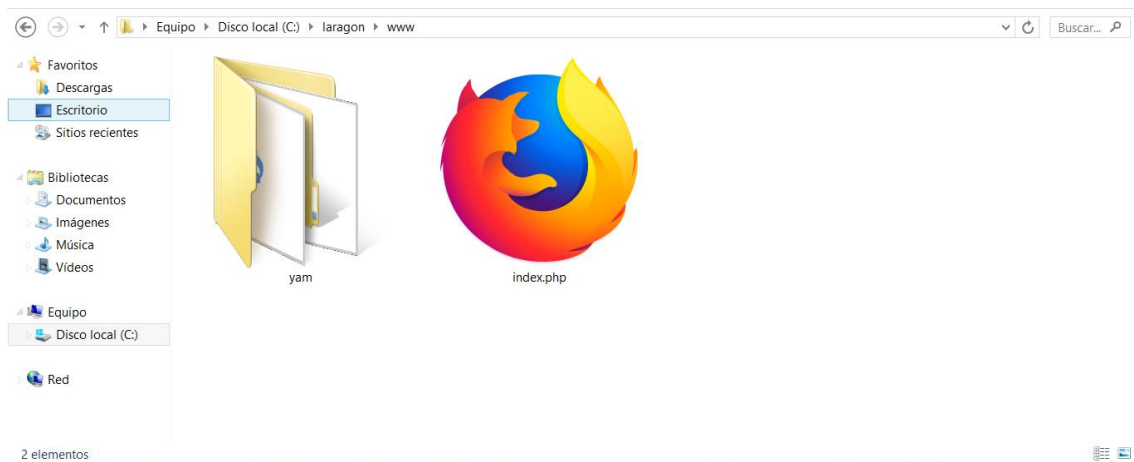 Equipo ▸ Disco local (C:) ▸ laragon ▸ www
Buscar...
Favoritos
Descargas
Escritorio
Sitios recientes
Bibliotecas
Documentos
Imágenes
Música
Vídeos
Equipo
Disco local (C:)
Red
yam
index.php
2 elementos